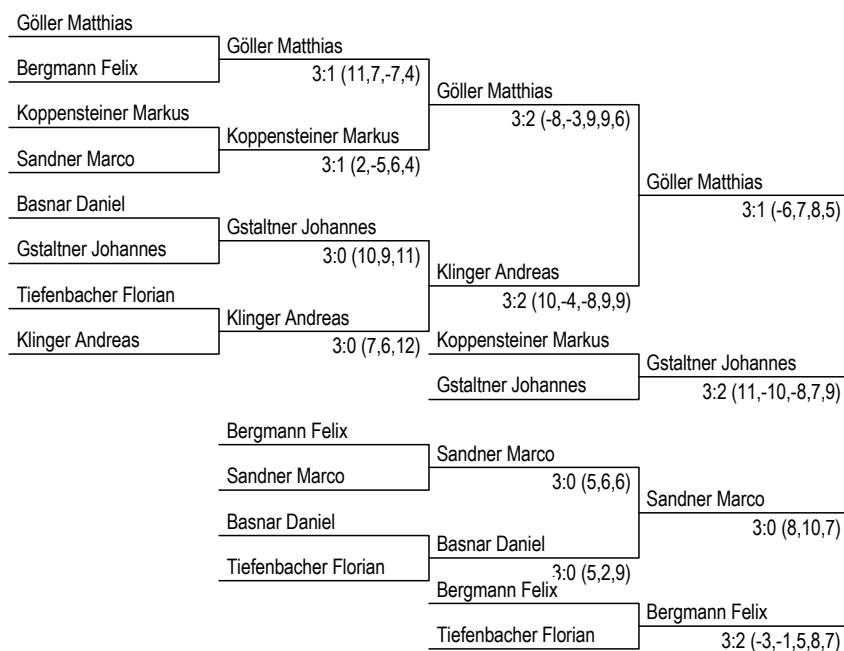 Göller Matthias
Göller Matthias
Bergmann Felix
3:1 (11,7,-7,4)
Göller Matthias
Koppensteiner Markus
3:2 (-8,-3,9,9,6)
Koppensteiner Markus
Sandner Marco
3:1 (2,-5,6,4)
Göller Matthias
Basnar Daniel
3:1 (-6,7,8,5)
Gstaltner Johannes
Gstaltner Johannes
3:0 (10,9,11)
Klinger Andreas
Tiefenbacher Florian
3:2 (10,-4,-8,9,9)
Klinger Andreas
Klinger Andreas
3:0 (7,6,12)
Koppensteiner Markus
Gstaltner Johannes
Gstaltner Johannes
3:2 (11,-10,-8,7,9)
Bergmann Felix
Sandner Marco
Sandner Marco
3:0 (5,6,6)
Sandner Marco
Basnar Daniel
3:0 (8,10,7)
Basnar Daniel
Tiefenbacher Florian
3:0 (5,2,9)
Bergmann Felix
Bergmann Felix
Tiefenbacher Florian
3:2 (-3,-1,5,8,7)